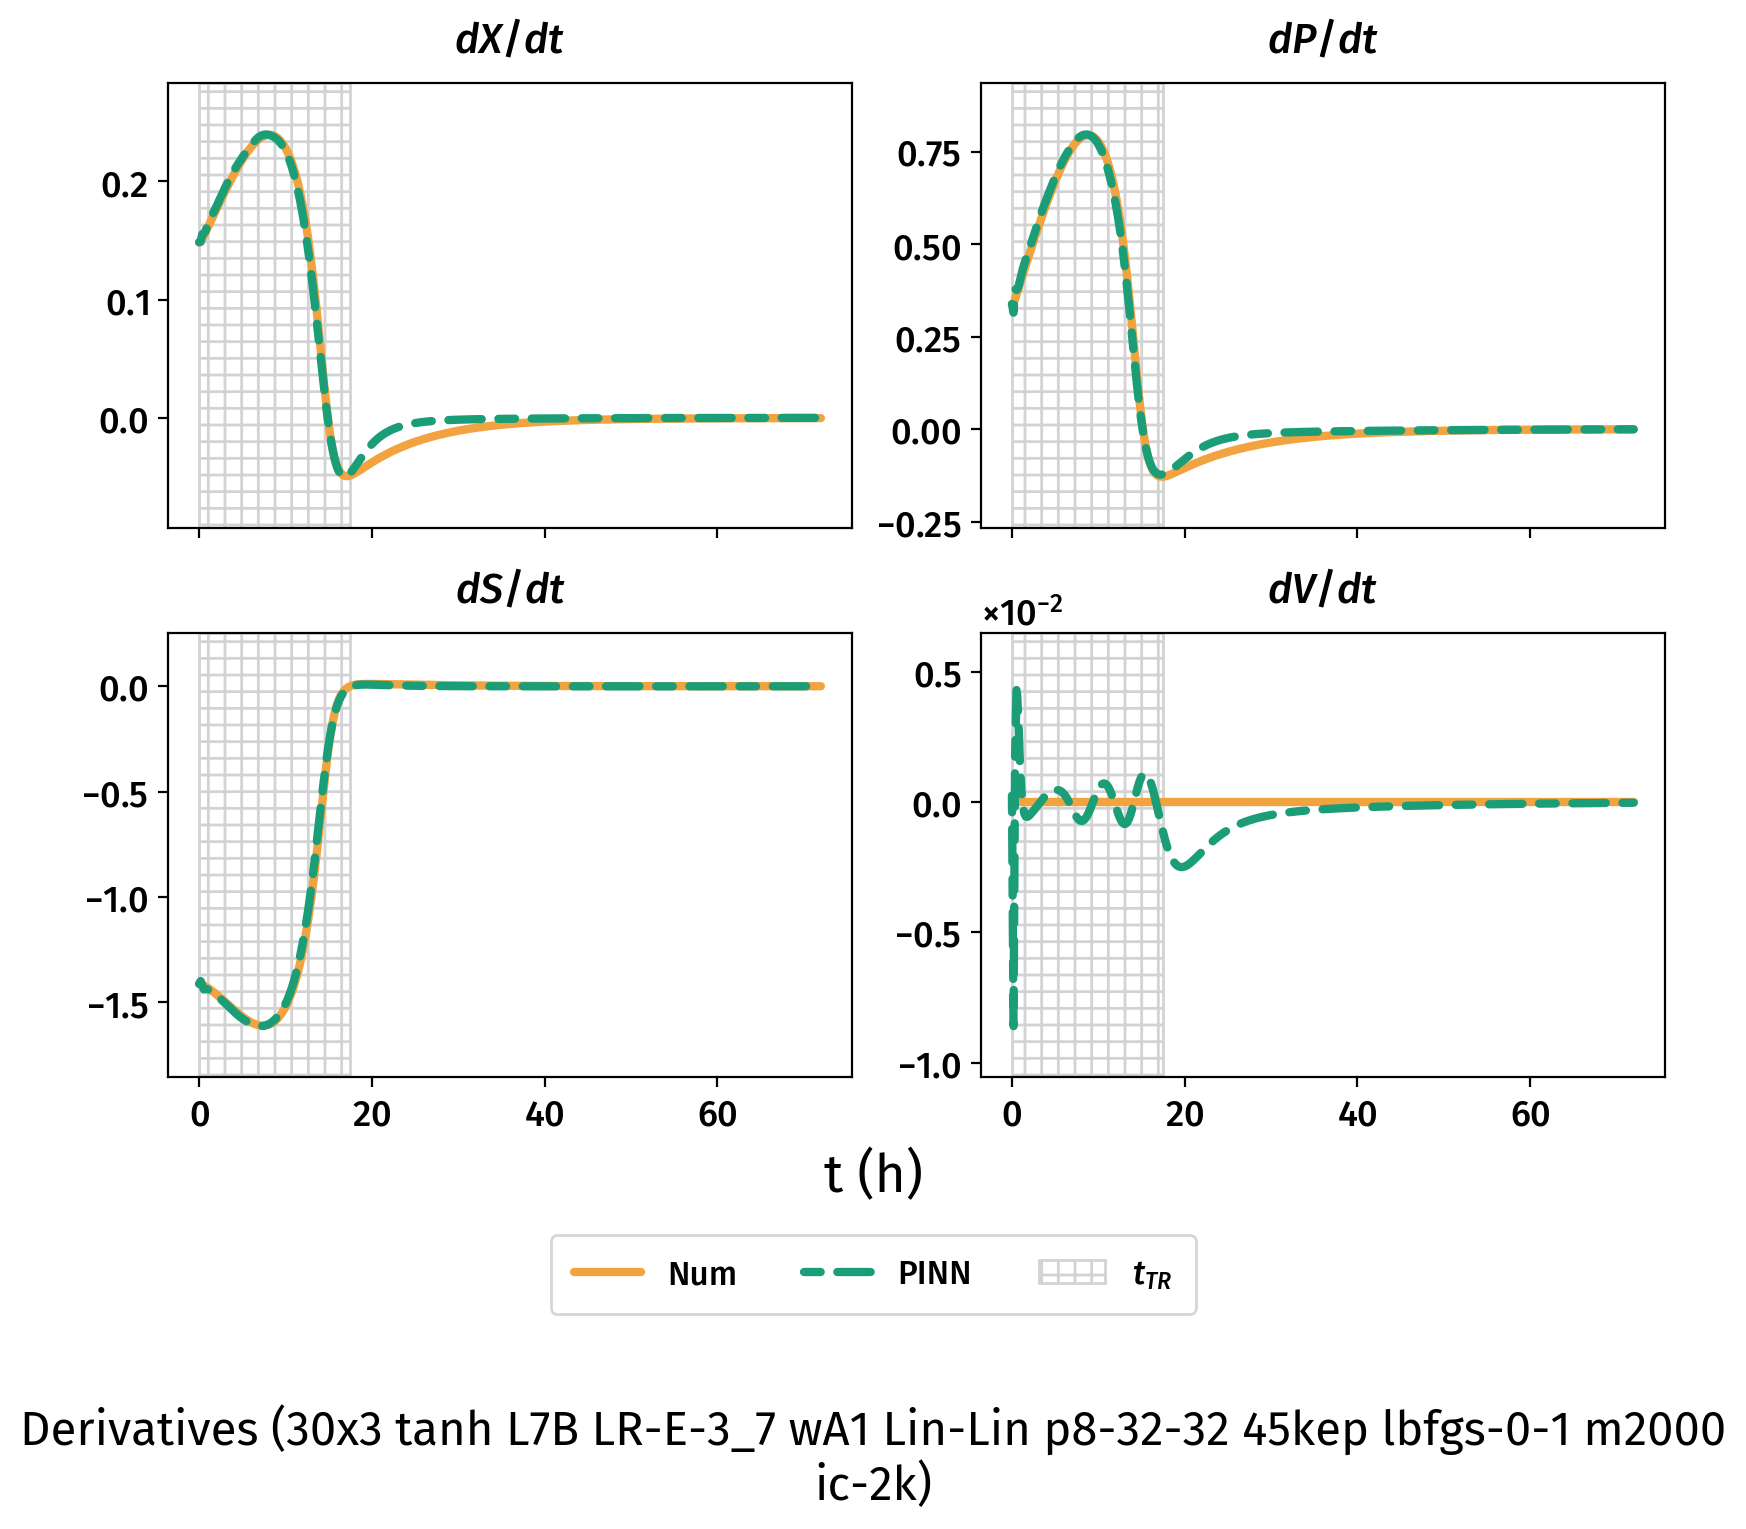 dX/dt
dP/dt
0.2
0.1
0.0
0.75
0.50
0.25
0.00
−0.25
dS/dt
dV/dt
×10⁻²
0.0
−0.5
−1.0
−1.5
0.5
0.0
−0.5
−1.0
0 20 40 60
0 20 40 60
t (h)
Num PINN t_TR
Derivatives (30x3 tanh L7B LR-E-3_7 wA1 Lin-Lin p8-32-32 45kep lbfgs-0-1 m2000
ic-2k)